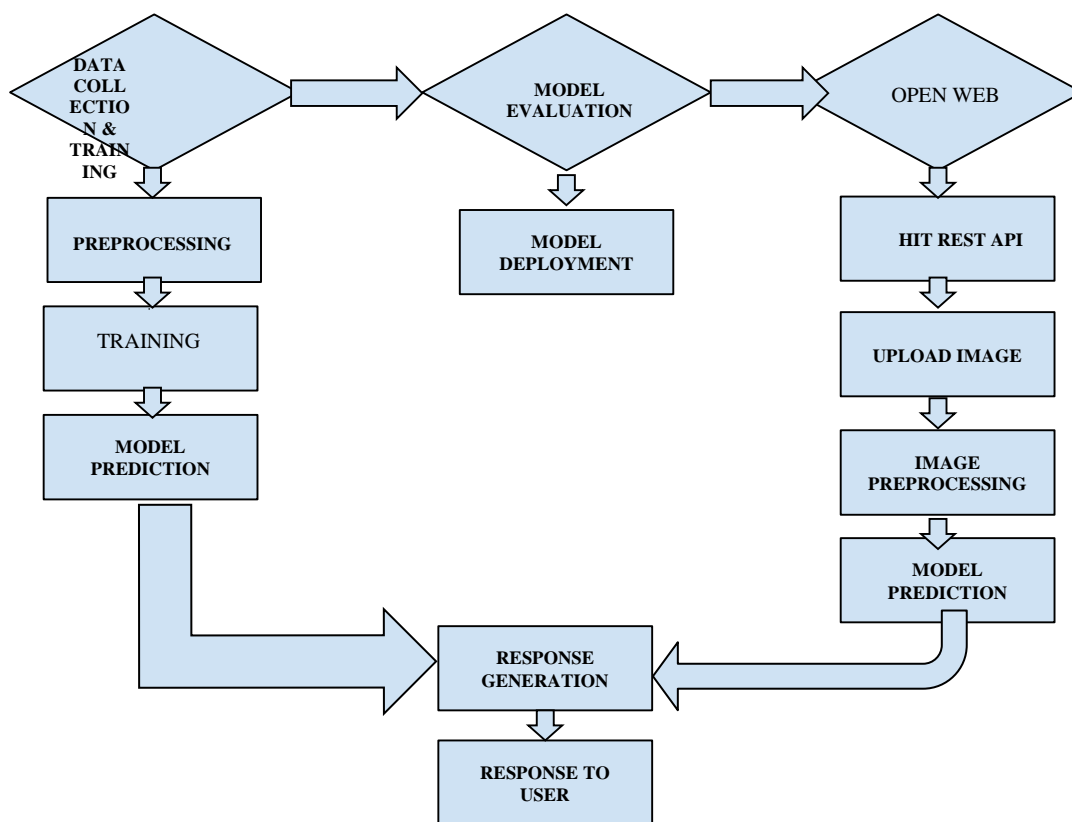 DATA
COLL
ECTIO
N &
TRAIN
ING
MODEL
EVALUATION
OPEN WEB
PREPROCESSING
MODEL
DEPLOYMENT
HIT REST API
TRAINING
UPLOAD IMAGE
MODEL
PREDICTION
IMAGE
PREPROCESSING
MODEL
PREDICTION
RESPONSE
GENERATION
RESPONSE TO
USER